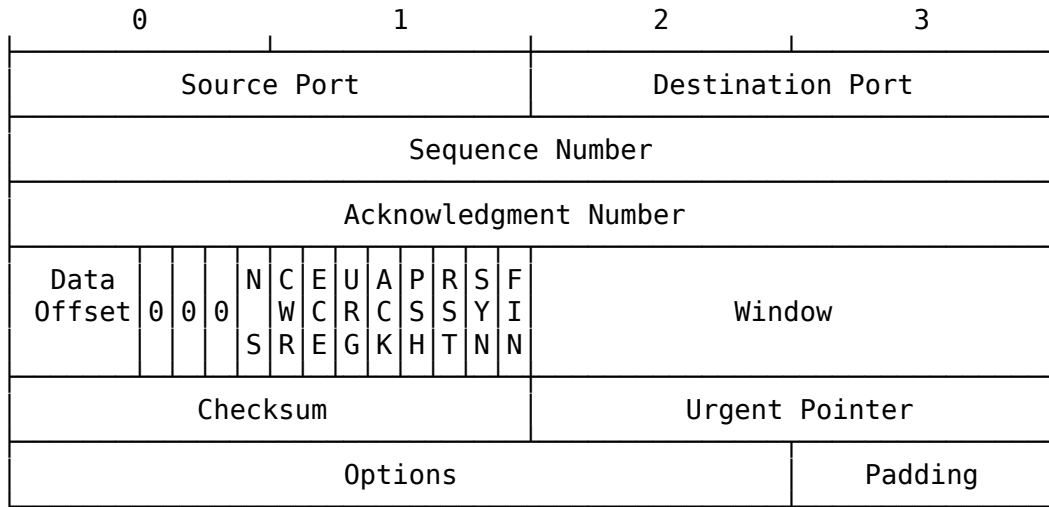 0 1 2 3
Source Port Destination Port
Sequence Number
Acknowledgment Number
Data N C E U A P R S F
Offset 0 0 0 W C R C S S Y I Window
S R E G K H T N N
Checksum Urgent Pointer
Options Padding